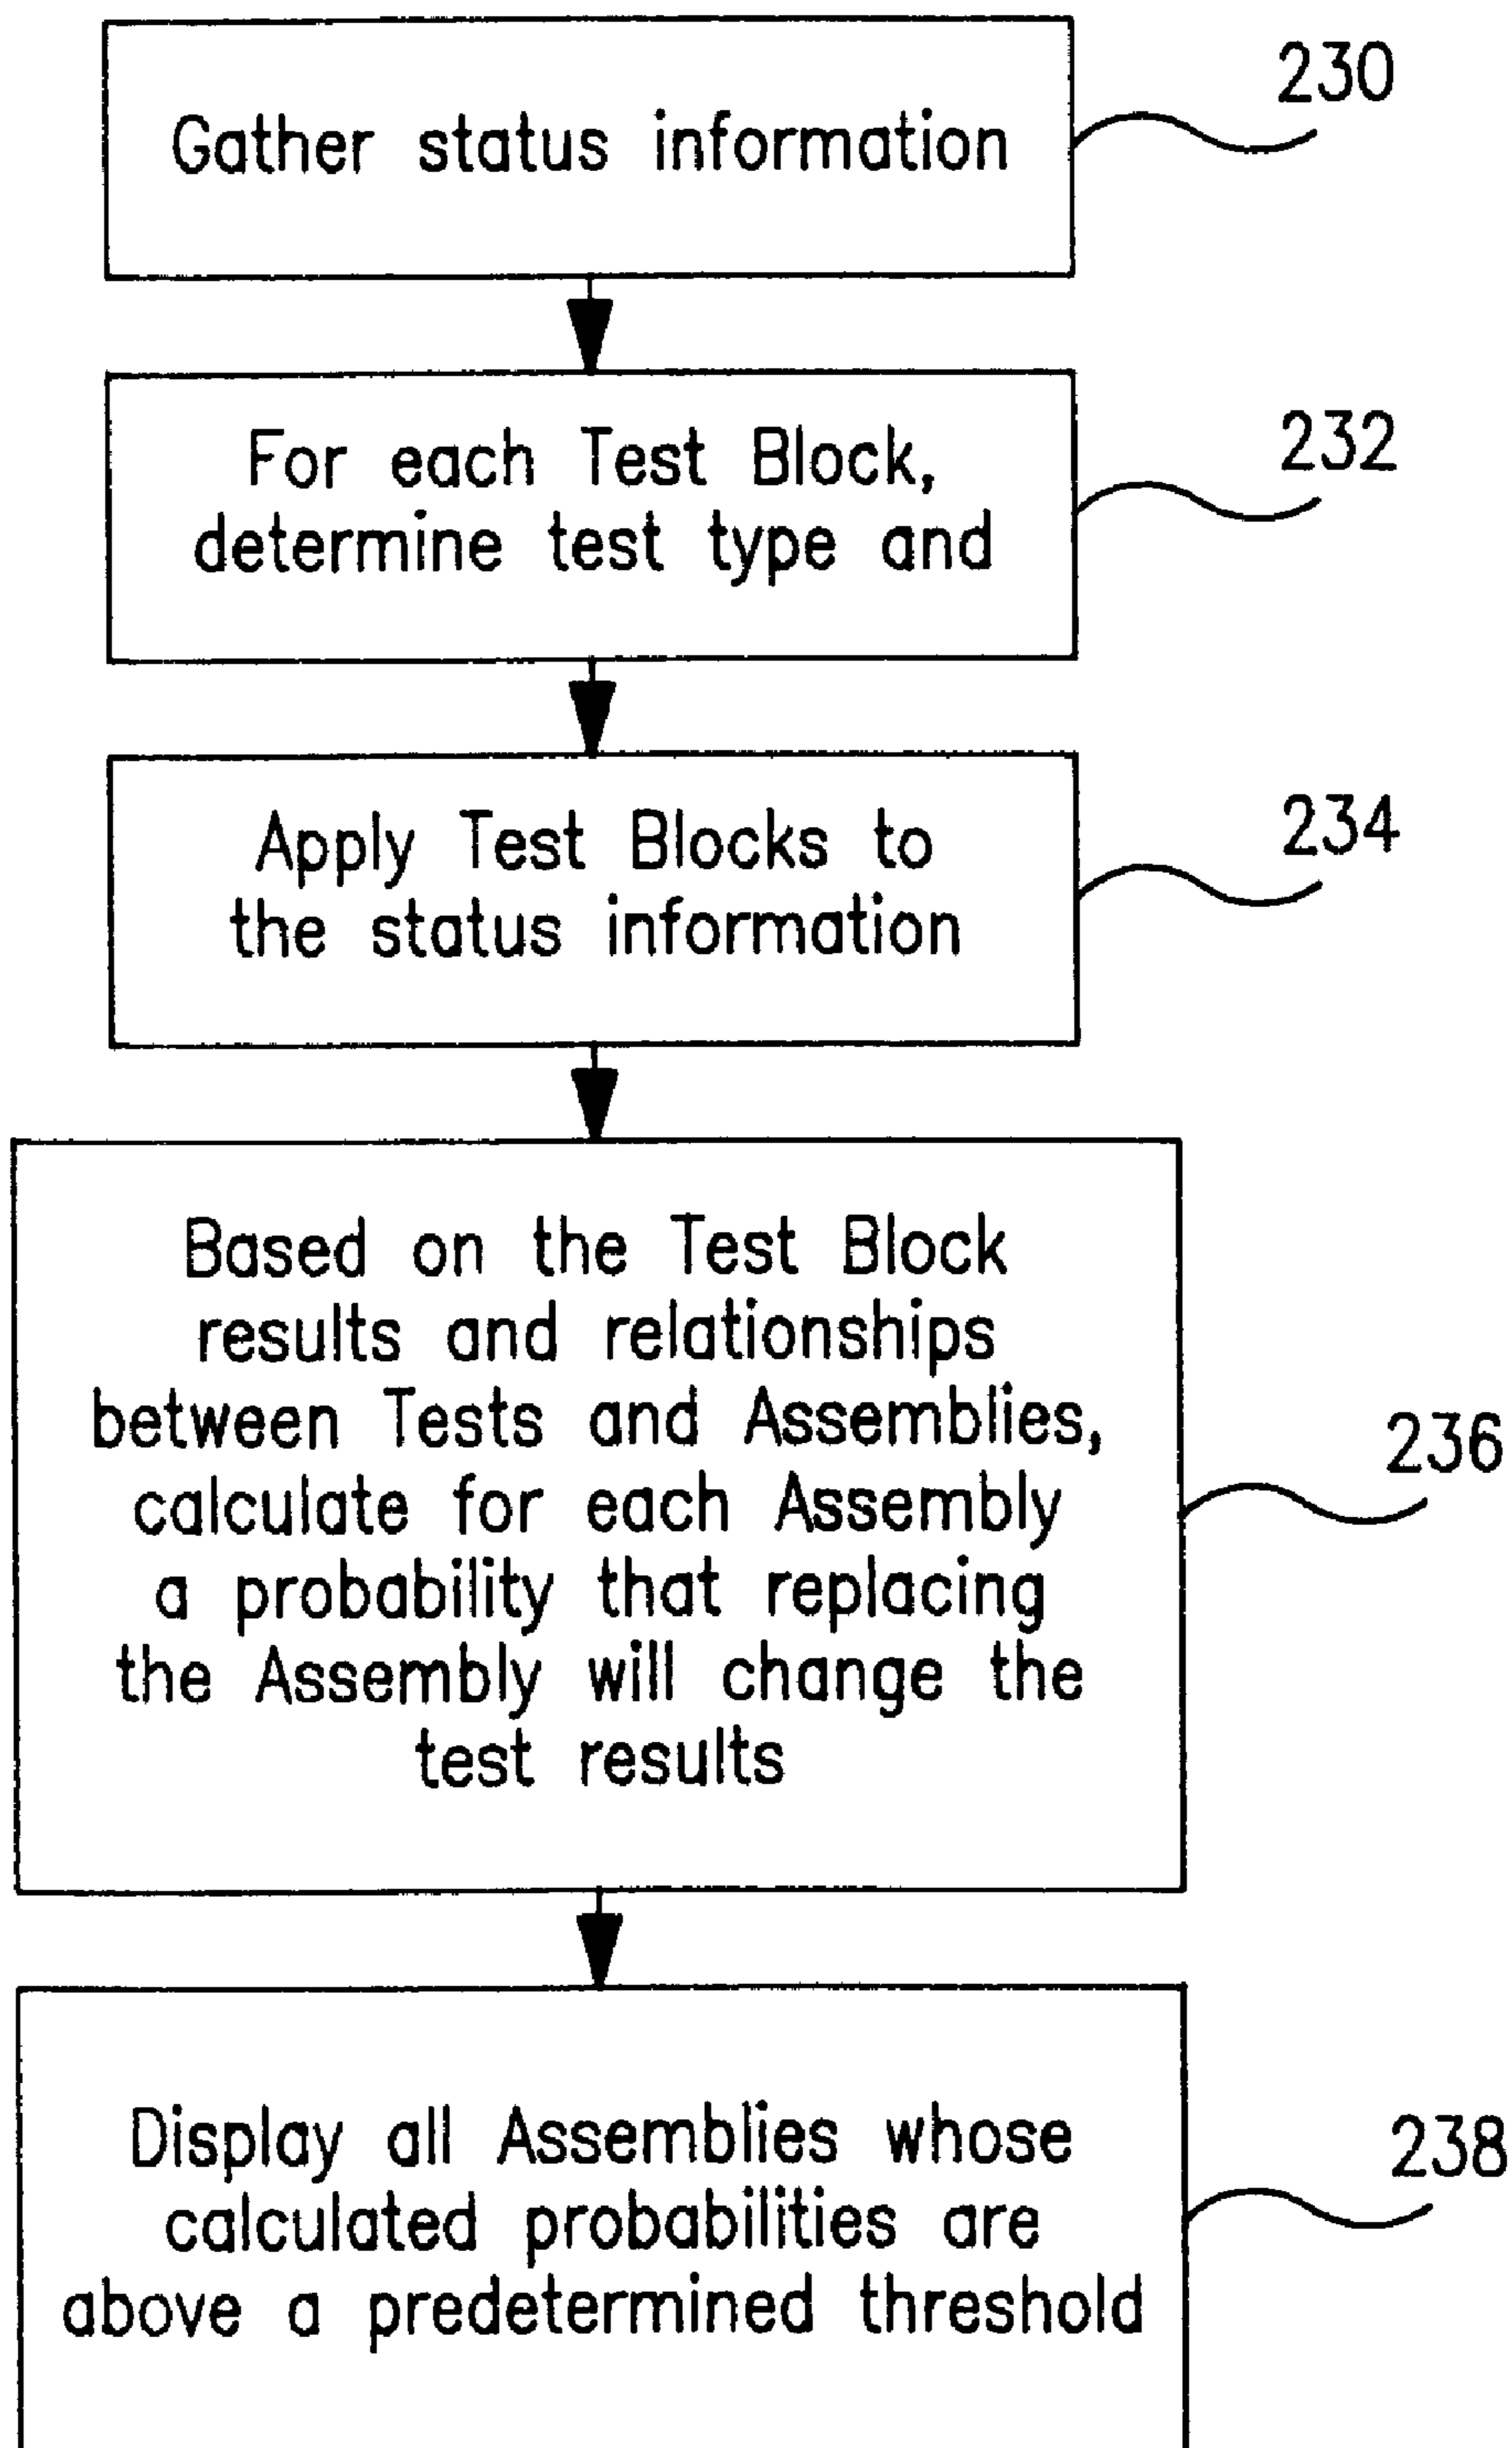 Gather status information
230
For each Test Block,
determine test type and
232
Apply Test Blocks to
the status information
234
Based on the Test Block
results and relationships
between Tests and Assemblies,
calculate for each Assembly
a probability that replacing
the Assembly will change the
test results
236
Display all Assemblies whose
calculated probabilities are
above a predetermined threshold
238